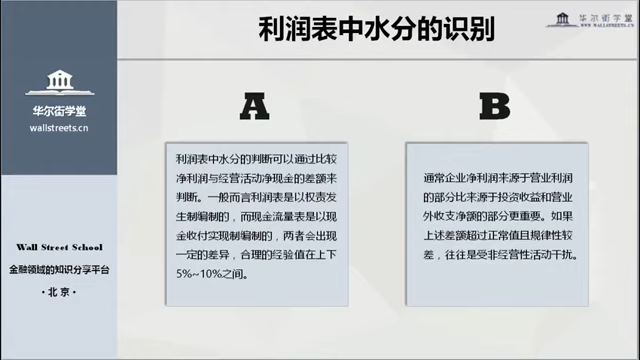 利润表中水分的识别
华尔街学堂
WWW.WALLSTREETS.CN
华尔街学堂
wallstreets.cn
Wall Street School
金融领域的知识分享平台
·北京·
A
利润表中水分的判断可以通过比较
净利润与经营活动净现金的差额来
判断。一般而言利润表是以权责发
生制编制的，而现金流量表是以现
金收付实现制编制的，两者会出现
一定的差异，合理的经验值在上下
5%~10%之间。
B
通常企业净利润来源于营业利润
的部分比来源于投资收益和营业
外收支净额的部分更重要。如果
上述差额超过正常值且规律性较
差，往往是受非经营性活动干扰。